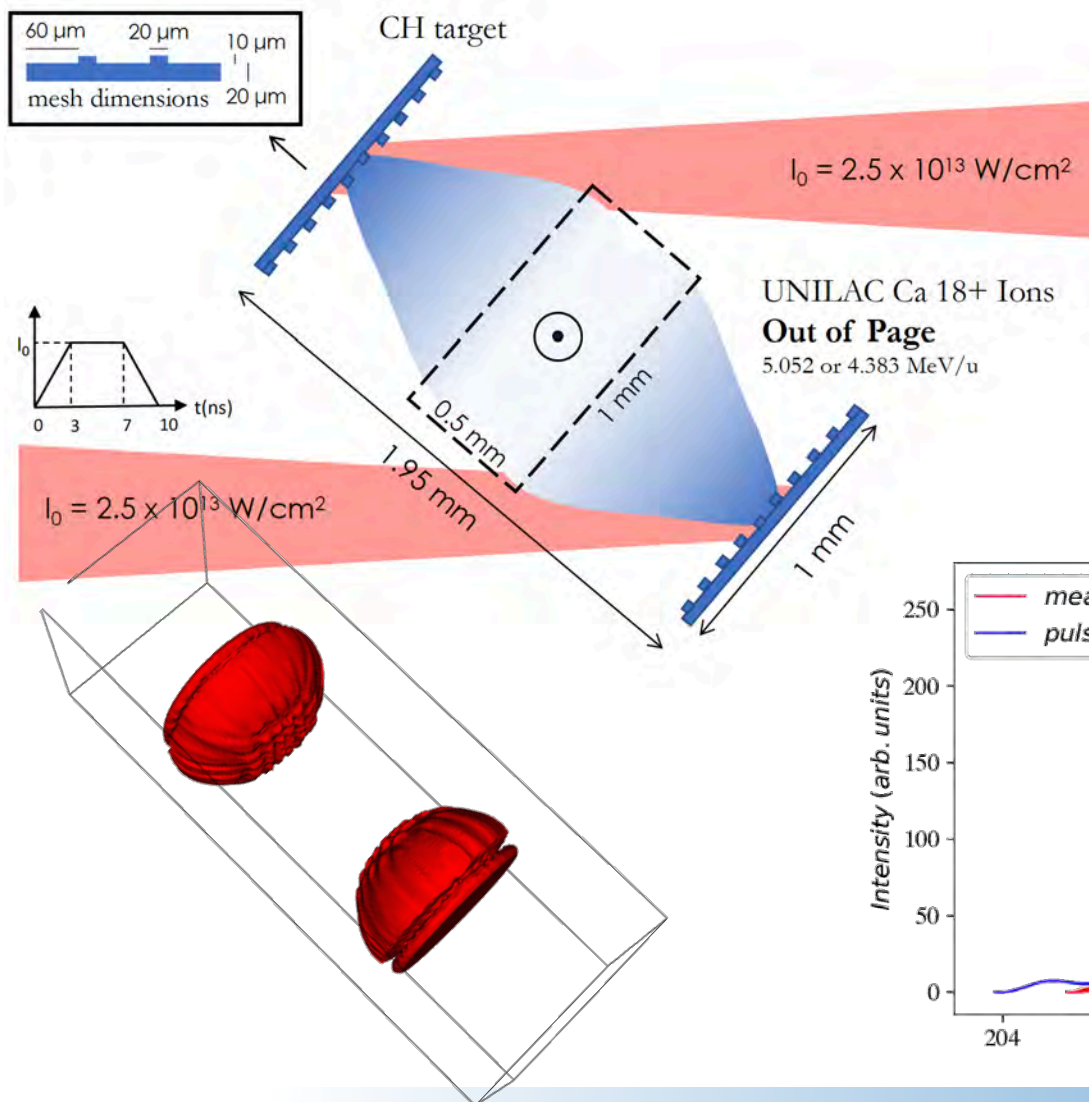 60 µm
20 µm
10 µm
20 µm
mesh dimensions
CH target
I₀ = 2.5 x 10¹³ W/cm²
UNILAC Ca 18+ Ions
Out of Page
5.052 or 4.383 MeV/u
I₀
t(ns)
0 3 7 10
0.5 mm
1 mm
1.95 mm
1 mm
I₀ = 2.5 x 10¹³ W/cm²
250
200
150
100
50
0
Intensity (arb. units)
204